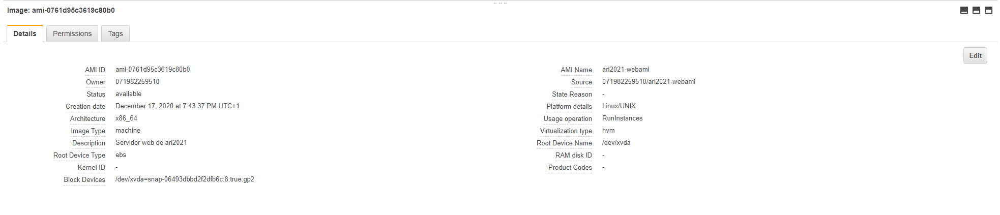 Image: ami-0761d95c3619c80b0
Details Permissions Tags
Edit
AMI ID ami-0761d95c3619c80b0
Owner 071982259510
Status available
Creation date December 17, 2020 at 7:43:37 PM UTC+1
Architecture x86_64
Image Type machine
Description Servidor web de ari2021
Root Device Type ebs
Kernel ID -
Block Devices /dev/xvda=snap-06493dbbd2f2dfb6c:8:true:gp2
AMI Name ari2021-webami
Source 071982259510/ari2021-webami
State Reason -
Platform details Linux/UNIX
Usage operation RunInstances
Virtualization type hvm
Root Device Name /dev/xvda
RAM disk ID -
Product Codes -